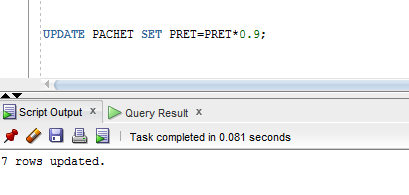 UPDATE PACHET SET PRET=PRET*0.9;
Script Output x Query Result x
Task completed in 0.081 seconds
7 rows updated.